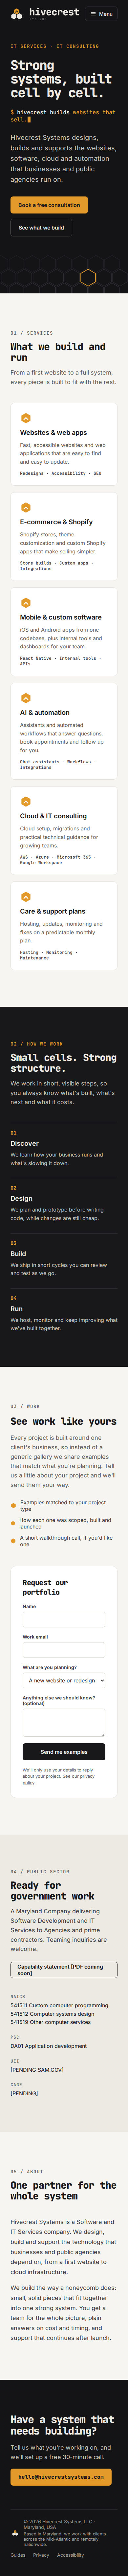 hivecrest
SYSTEMS
Menu
IT SERVICES · IT CONSULTING
Strong
systems, built
cell by cell.
$ hivecrest builds websites that
sell.
Hivecrest Systems designs,
builds and supports the websites,
software, cloud and automation
that businesses and public
agencies run on.
Book a free consultation
See what we build
01 / SERVICES
What we build and
run
From a first website to a full system,
every piece is built to fit with the rest.
Websites & web apps
Fast, accessible websites and web
applications that are easy to find
and easy to update.
Redesigns · Accessibility · SEO
E-commerce & Shopify
Shopify stores, theme
customization and custom Shopify
apps that make selling simpler.
Store builds · Custom apps ·
Integrations
Mobile & custom software
iOS and Android apps from one
codebase, plus internal tools and
dashboards for your team.
React Native · Internal tools ·
APIs
AI & automation
Assistants and automated
workflows that answer questions,
book appointments and follow up
for you.
Chat assistants · Workflows ·
Integrations
Cloud & IT consulting
Cloud setup, migrations and
practical technical guidance for
growing teams.
AWS · Azure · Microsoft 365 ·
Google Workspace
Care & support plans
Hosting, updates, monitoring and
fixes on a predictable monthly
plan.
Hosting · Monitoring ·
Maintenance
02 / HOW WE WORK
Small cells. Strong
structure.
We work in short, visible steps, so
you always know what's built, what's
next and what it costs.
01
Discover
We learn how your business runs and
what's slowing it down.
02
Design
We plan and prototype before writing
code, while changes are still cheap.
03
Build
We ship in short cycles you can review
and test as we go.
04
Run
We host, monitor and keep improving what
we've built together.
03 / WORK
See work like yours
Every project is built around one
client's business, so instead of a
generic gallery we share examples
that match what you're planning. Tell
us a little about your project and we'll
send them your way.
Examples matched to your project
type
How each one was scoped, built and
launched
A short walkthrough call, if you'd like
one
Request our
portfolio
Name
Work email
What are you planning?
A new website or redesign
Anything else we should know?
(optional)
Send me examples
We'll only use your details to reply
about your project. See our privacy
policy.
04 / PUBLIC SECTOR
Ready for
government work
A Maryland Company delivering
Software Development and IT
Services to Agencies and prime
contractors. Teaming inquiries are
welcome.
Capability statement [PDF coming
soon]
NAICS
541511 Custom computer programming
541512 Computer systems design
541519 Other computer services
PSC
DA01 Application development
UEI
[PENDING SAM.GOV]
CAGE
[PENDING]
05 / ABOUT
One partner for the
whole system
Hivecrest Systems is a Software and
IT Services company. We design,
build and support the technology that
businesses and public agencies
depend on, from a first website to
cloud infrastructure.
We build the way a honeycomb does:
small, solid pieces that fit together
into one strong system. You get a
team for the whole picture, plain
answers on cost and timing, and
support that continues after launch.
Have a system that
needs building?
Tell us what you're working on, and
we'll set up a free 30-minute call.
hello@hivecrestsystems.com
© 2026 Hivecrest Systems LLC ·
Maryland, USA
Based in Maryland, we work with clients
across the Mid-Atlantic and remotely
nationwide.
Guides
Privacy
Accessibility